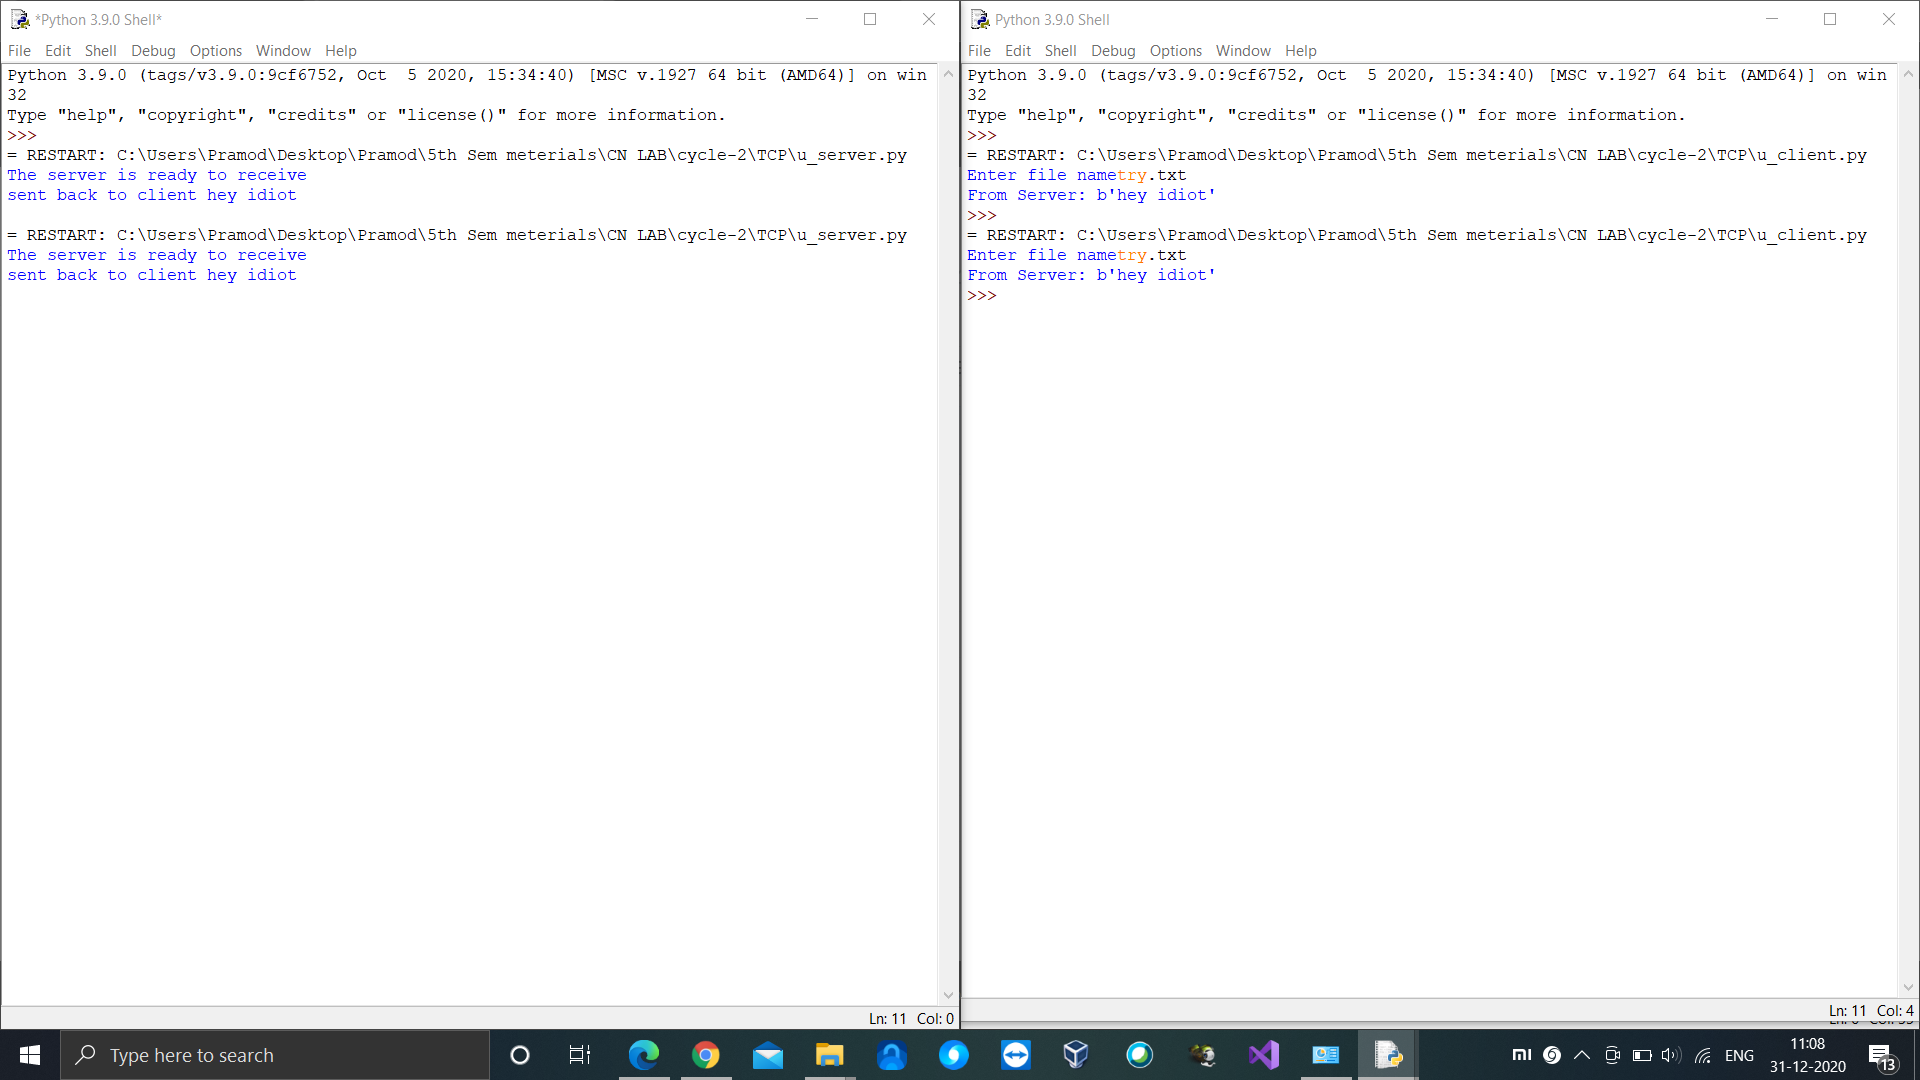 *Python 3.9.0 Shell*
File Edit Shell Debug Options Window Help
Python 3.9.0 (tags/v3.9.0:9cf6752, Oct  5 2020, 15:34:40) [MSC v.1927 64 bit (AMD64)] on win
32
Type "help", "copyright", "credits" or "license()" for more information.
>>>
= RESTART: C:\Users\Pramod\Desktop\Pramod\5th Sem meterials\CN LAB\cycle-2\TCP\u_server.py
The server is ready to receive
sent back to client hey idiot
= RESTART: C:\Users\Pramod\Desktop\Pramod\5th Sem meterials\CN LAB\cycle-2\TCP\u_server.py
The server is ready to receive
sent back to client hey idiot
Ln: 11 Col: 0
Python 3.9.0 Shell
File Edit Shell Debug Options Window Help
Python 3.9.0 (tags/v3.9.0:9cf6752, Oct  5 2020, 15:34:40) [MSC v.1927 64 bit (AMD64)] on win
32
Type "help", "copyright", "credits" or "license()" for more information.
>>>
= RESTART: C:\Users\Pramod\Desktop\Pramod\5th Sem meterials\CN LAB\cycle-2\TCP\u_client.py
Enter file nametry.txt
From Server: b'hey idiot'
>>>
= RESTART: C:\Users\Pramod\Desktop\Pramod\5th Sem meterials\CN LAB\cycle-2\TCP\u_client.py
Enter file nametry.txt
From Server: b'hey idiot'
>>>
Ln: 11 Col: 4
Type here to search
mi
ENG
11:08
31-12-2020
13